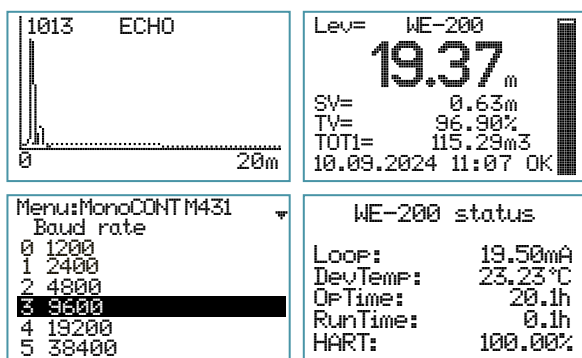 1013 ECHO
0 20m
Lev= WE-200
19.37 m
SV= 0.63m
TV= 96.90%
TOT1= 115.29m3
10.09.2024 11:07 OK
Menu:MonoCONT M431
Baud rate
0 1200
1 2400
2 4800
3 9600
4 19200
5 38400
WE-200 status
Loop: 19.50mA
DevTemp: 23.23°C
OpTime: 20.1h
RunTime: 0.1h
HART: 100.00%